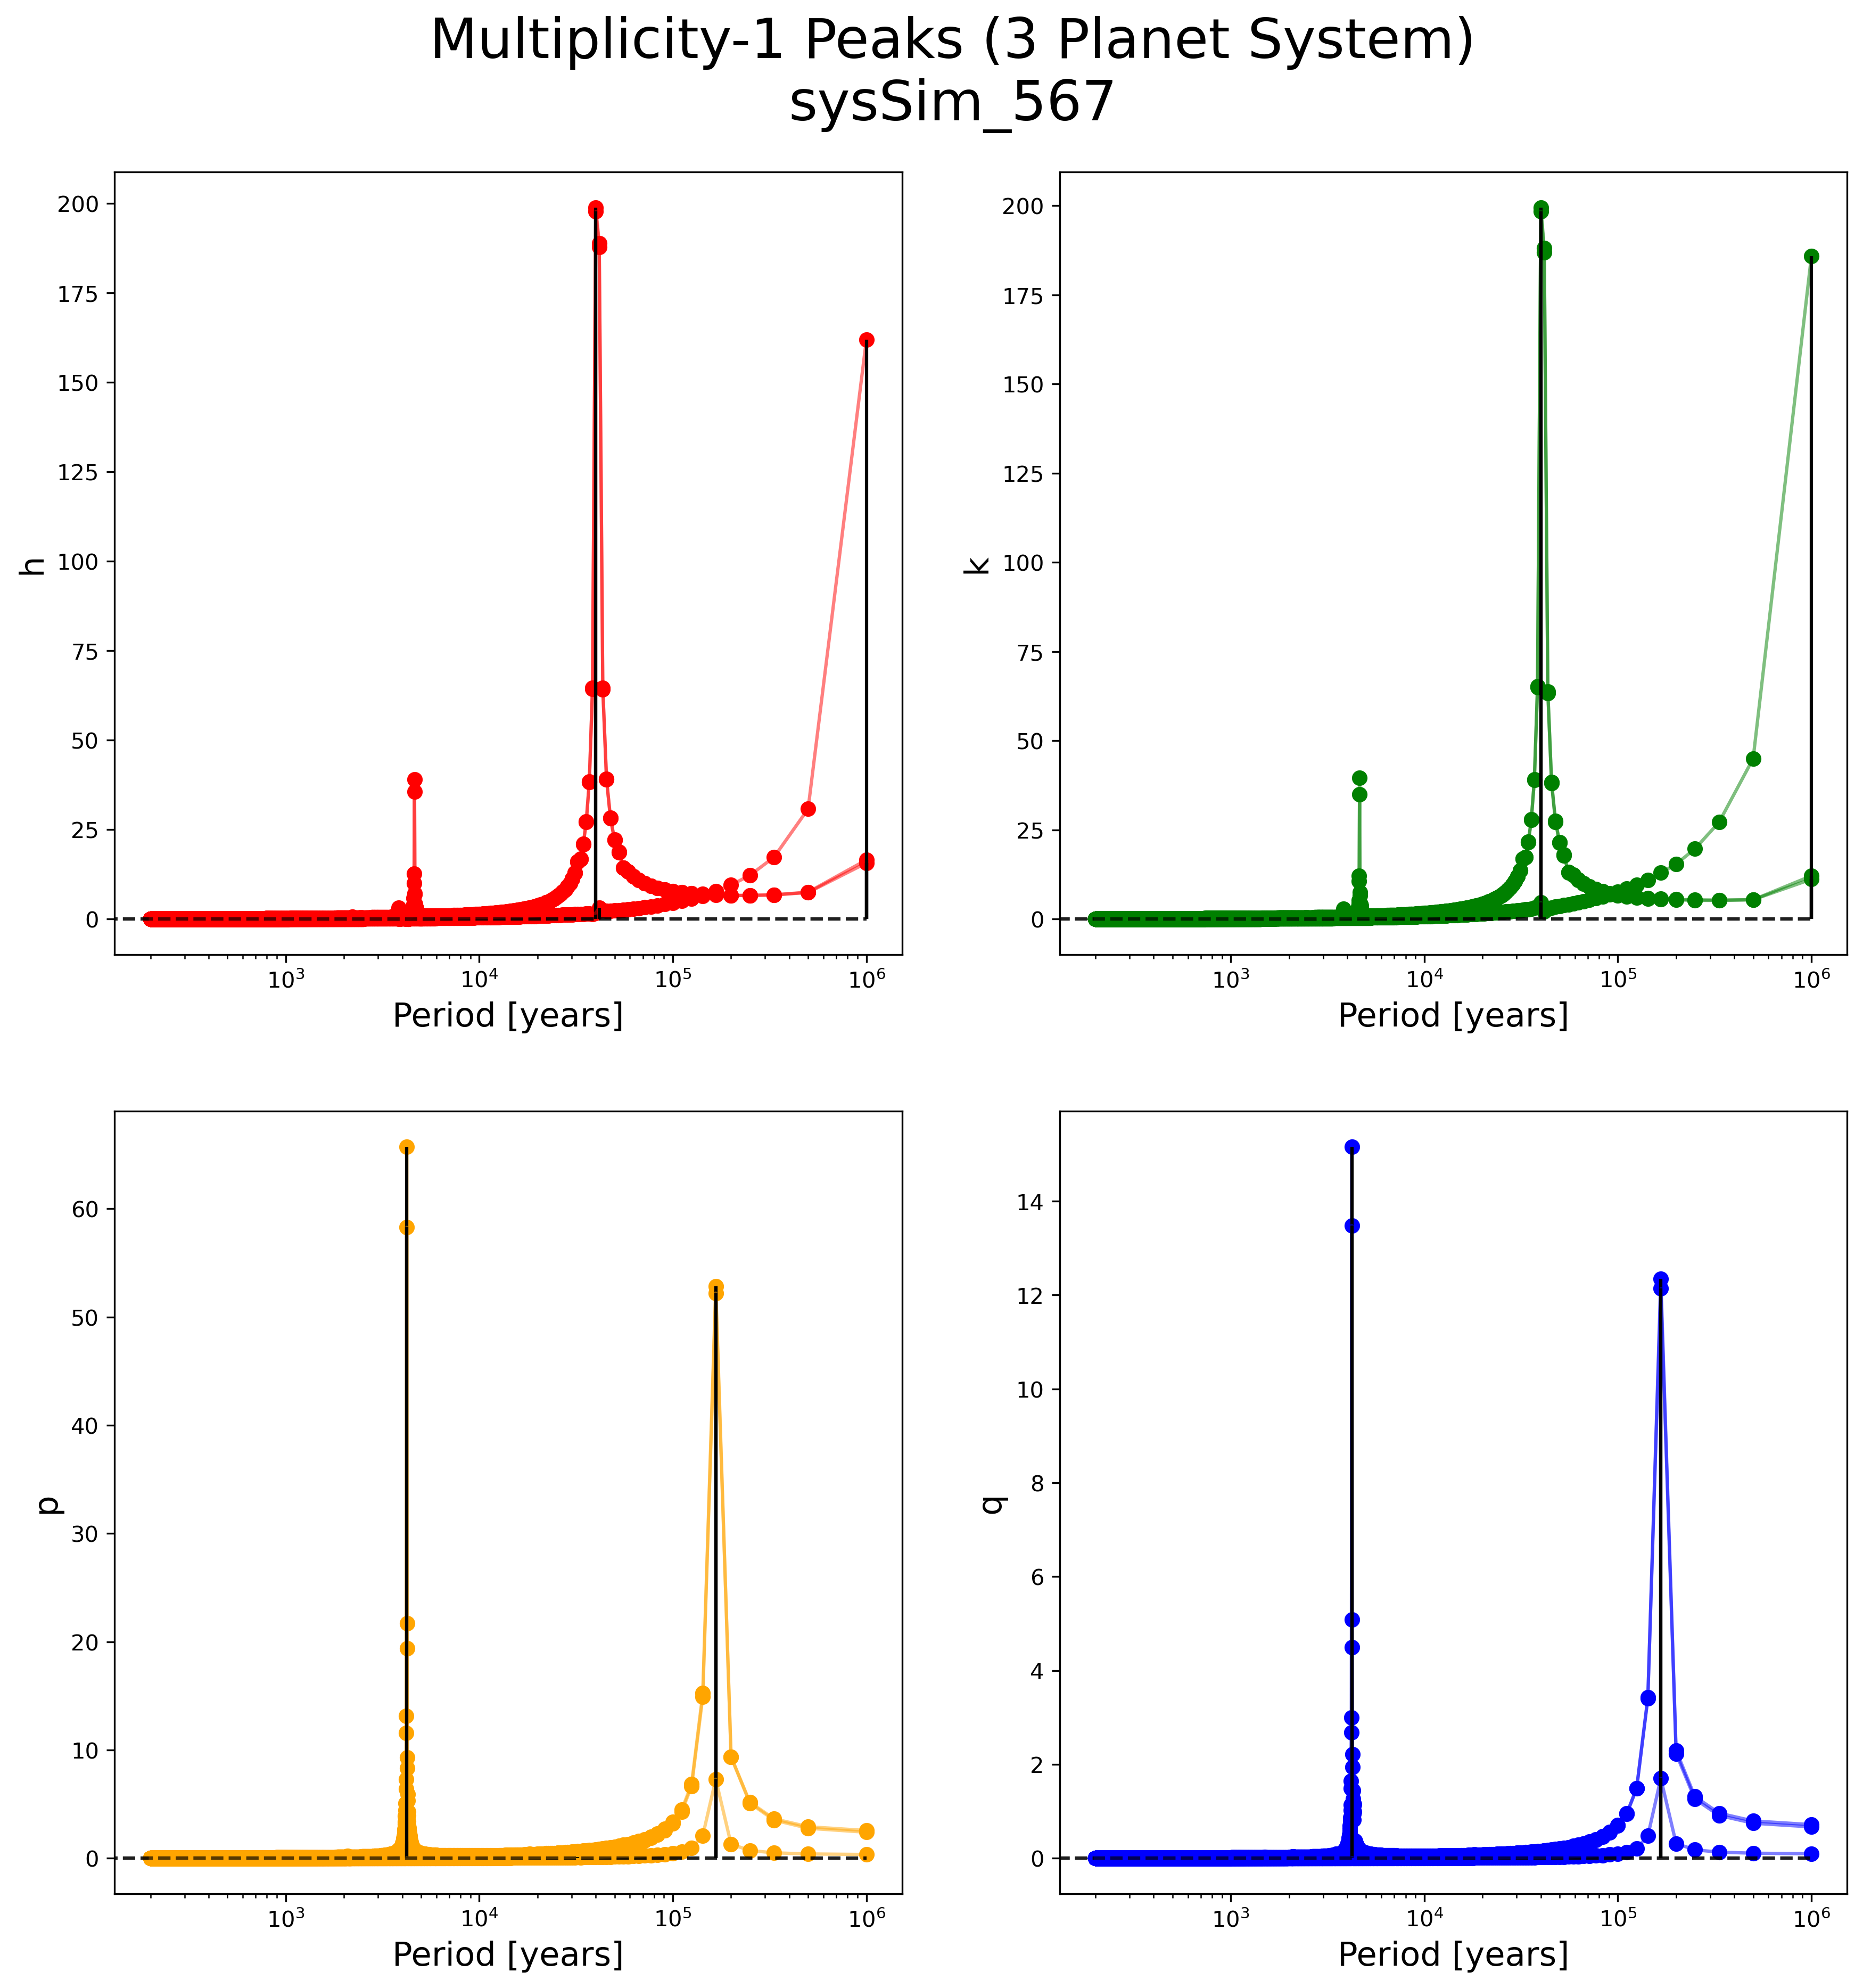 Multiplicity-1 Peaks (3 Planet System)
sysSim_567
h
200
175
150
125
100
75
50
25
0
10³ 10⁴ 10⁵ 10⁶
Period [years]
k
200
175
150
125
100
75
50
25
0
10³ 10⁴ 10⁵ 10⁶
Period [years]
p
60
50
40
30
20
10
0
10³ 10⁴ 10⁵ 10⁶
Period [years]
q
14
12
10
8
6
4
2
0
10³ 10⁴ 10⁵ 10⁶
Period [years]